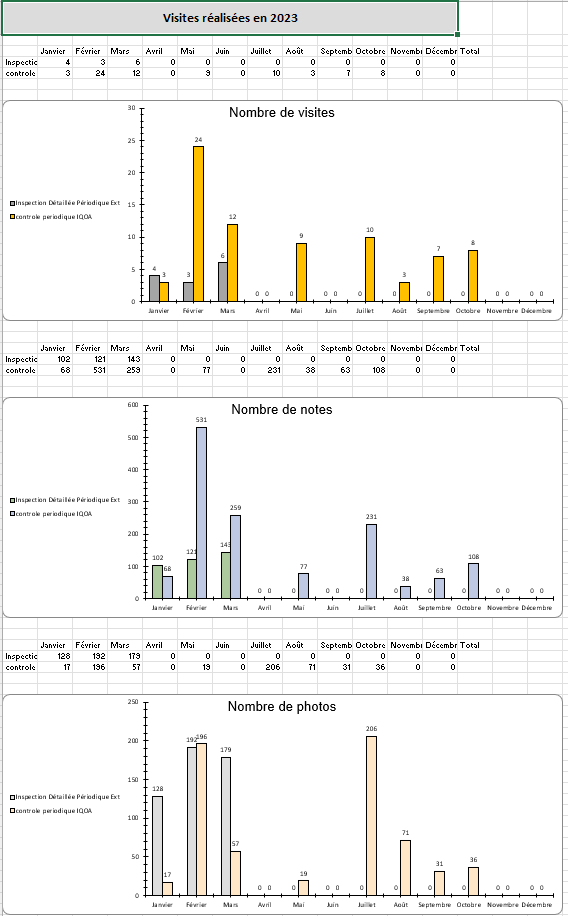 Visites réalisées en 2023
Janvier Février Mars Avril Mai Juin Juillet Août Septemb Octobre Novembr Décembr Total
Inspectic 4 3 6 0 0 0 0 0 0 0 0 0
controle 3 24 12 0 9 0 10 3 7 8 0 0
Nombre de visites
30
25
20
15
10
5
0
Inspection Détaillée Périodique Ext
controle periodique IQOA
4 3 3 24 6 12 0 0 0 9 0 0 0 10 0 3 0 7 0 8 0 0 0 0
Janvier Février Mars Avril Mai Juin Juillet Août Septembre Octobre Novembre Décembre
Janvier Février Mars Avril Mai Juin Juillet Août Septemb Octobre Novembr Décembr Total
Inspectic 102 121 143 0 0 0 0 0 0 0 0 0
controle 68 531 259 0 77 0 231 38 63 108 0 0
Nombre de notes
600
500
400
300
200
100
0
Inspection Détaillée Périodique Ext
controle periodique IQOA
102 68 121 531 143 259 0 0 0 77 0 0 0 231 0 38 0 63 0 108 0 0 0 0
Janvier Février Mars Avril Mai Juin Juillet Août Septembre Octobre Novembre Décembre
Janvier Février Mars Avril Mai Juin Juillet Août Septemb Octobre Novembr Décembr Total
Inspectic 128 192 179 0 0 0 0 0 0 0 0 0
controle 17 196 57 0 19 0 206 71 31 36 0 0
Nombre de photos
250
200
150
100
50
0
Inspection Détaillée Périodique Ext
controle periodique IQOA
128 17 192 196 179 57 0 0 0 19 0 0 0 206 0 71 0 31 0 36 0 0 0 0
Janvier Février Mars Avril Mai Juin Juillet Août Septembre Octobre Novembre Décembre